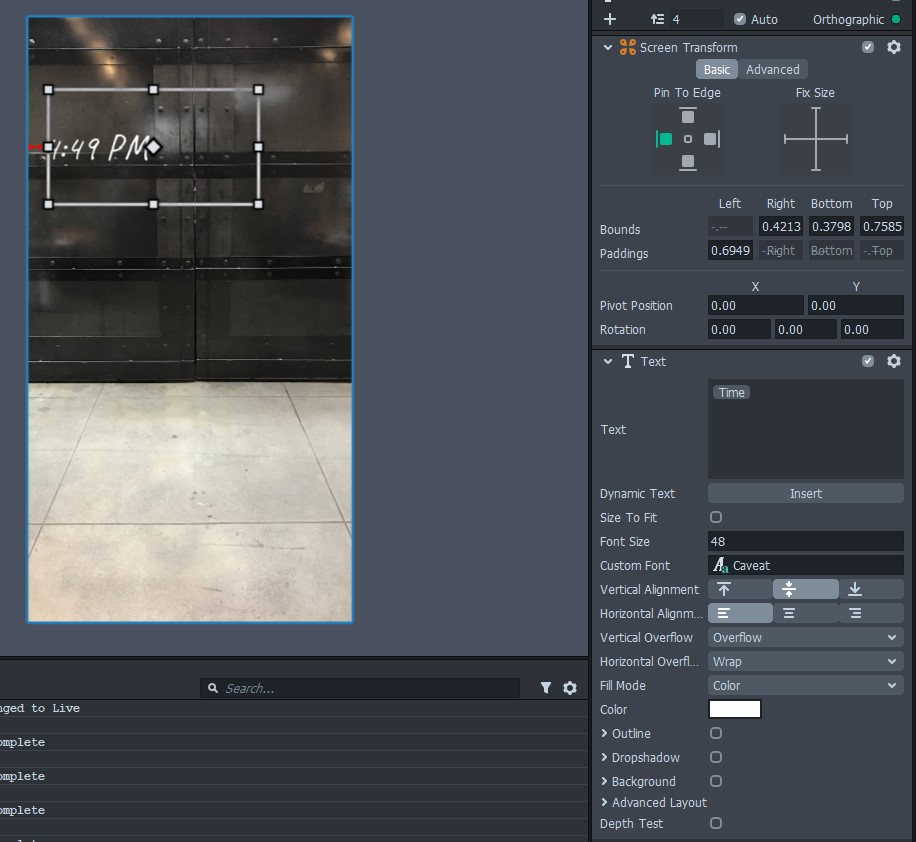 4 Auto Orthographic
Screen Transform
Basic Advanced
Pin To Edge Fix Size
Left Right Bottom Top
Bounds -.-- 0.4213 0.3798 0.7585
Paddings 0.6949 -Right Bottom -.Top
X Y
Pivot Position 0.00 0.00
Rotation 0.00 0.00 0.00
Text
Time
Text
Dynamic Text Insert
Size To Fit
Font Size 48
Custom Font Caveat
Vertical Alignment
Horizontal Alignm...
Vertical Overflow Overflow
Horizontal Overfl... Wrap
Fill Mode Color
Color
Outline
Dropshadow
Background
Advanced Layout
Depth Test
:49 PM
Search...
nged to Live
omplete
omplete
omplete